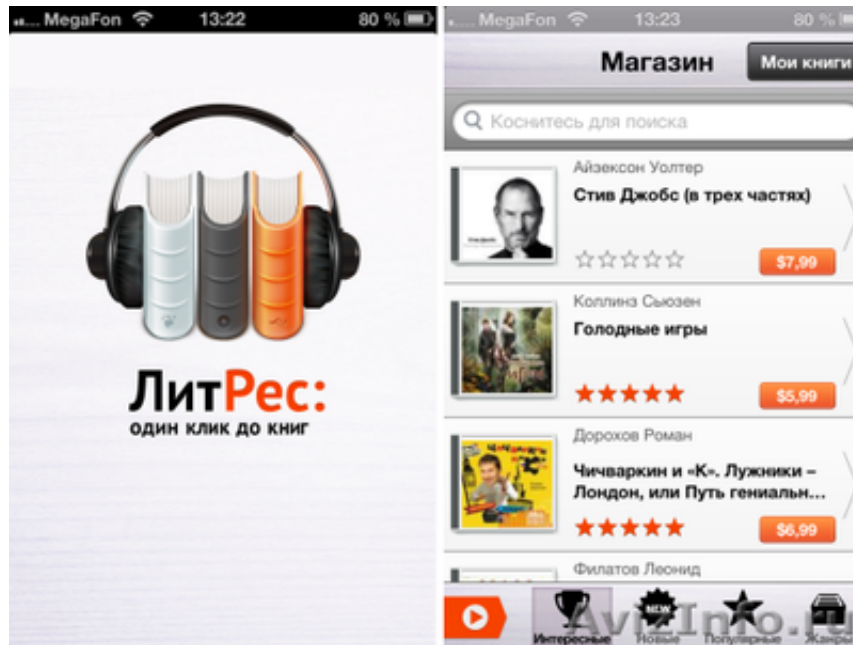 MegaFon 13:22 80 %
ЛитРес:
один клик до книг
MegaFon 13:23 80 %
Магазин
Мои книги
Коснитесь для поиска
Айзексон Уолтер
Стив Джобс (в трех частях)
$7,99
Коллинз Сьюзен
Голодные игры
$5,99
Дорохов Роман
Чичваркин и «К». Лужники –
Лондон, или Путь гениальн...
$6,99
Филатов Леонид
NEW
Интересные Новые Популярные Жанры
AvizInfo.ru